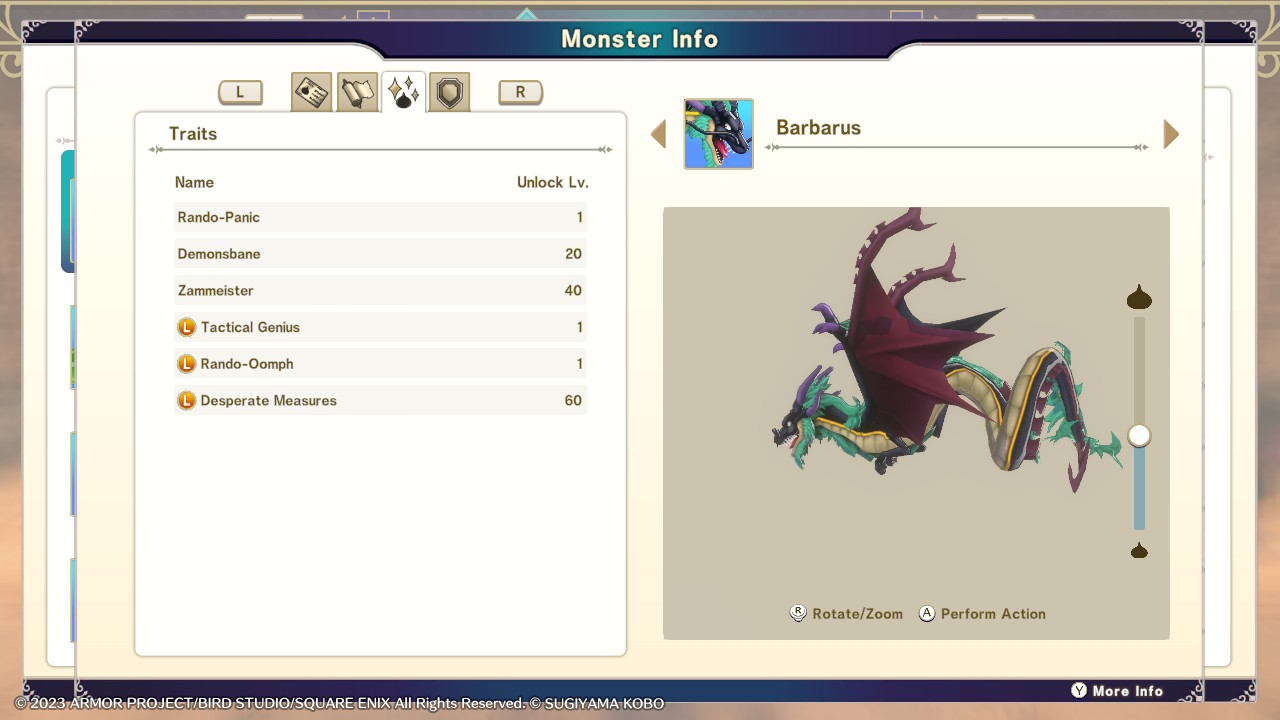 Monster Info
L
R
Traits
Name Unlock Lv.
Rando-Panic 1
Demonsbane 20
Zammeister 40
L Tactical Genius 1
L Rando-Oomph 1
L Desperate Measures 60
Barbarus
R Rotate/Zoom A Perform Action
Y More Info
© 2023 ARMOR PROJECT/BIRD STUDIO/SQUARE ENIX All Rights Reserved. © SUGIYAMA KOBO